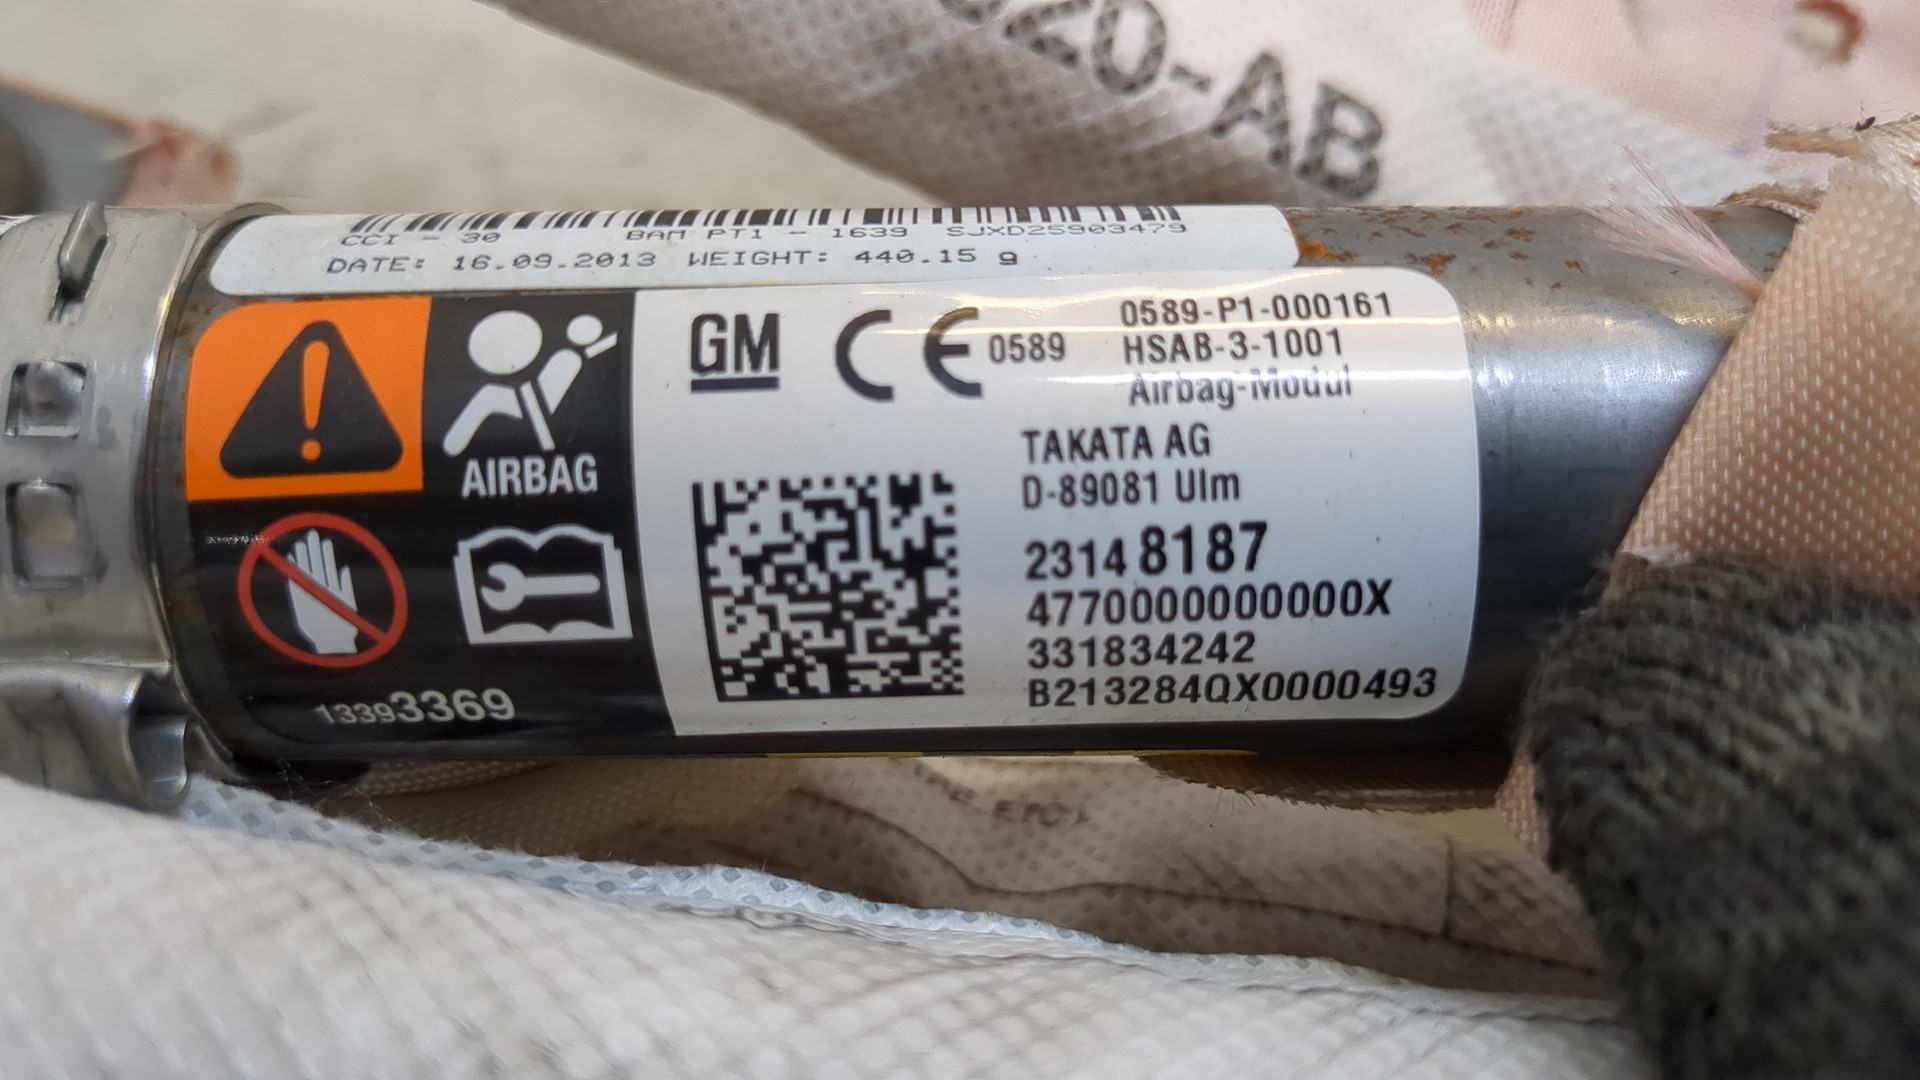 020-AB
CCI - 30 BAM PT1 - 1639 SJXD25903479
DATE: 16.09.2013 WEIGHT: 440.15 g
AIRBAG
13393369
GM CE 0589
0589-P1-000161
HSAB-3-1001
Airbag-Modul
TAKATA AG
D-89081 Ulm
2314 8187
4770000000000X
331834242
B213284QX0000493